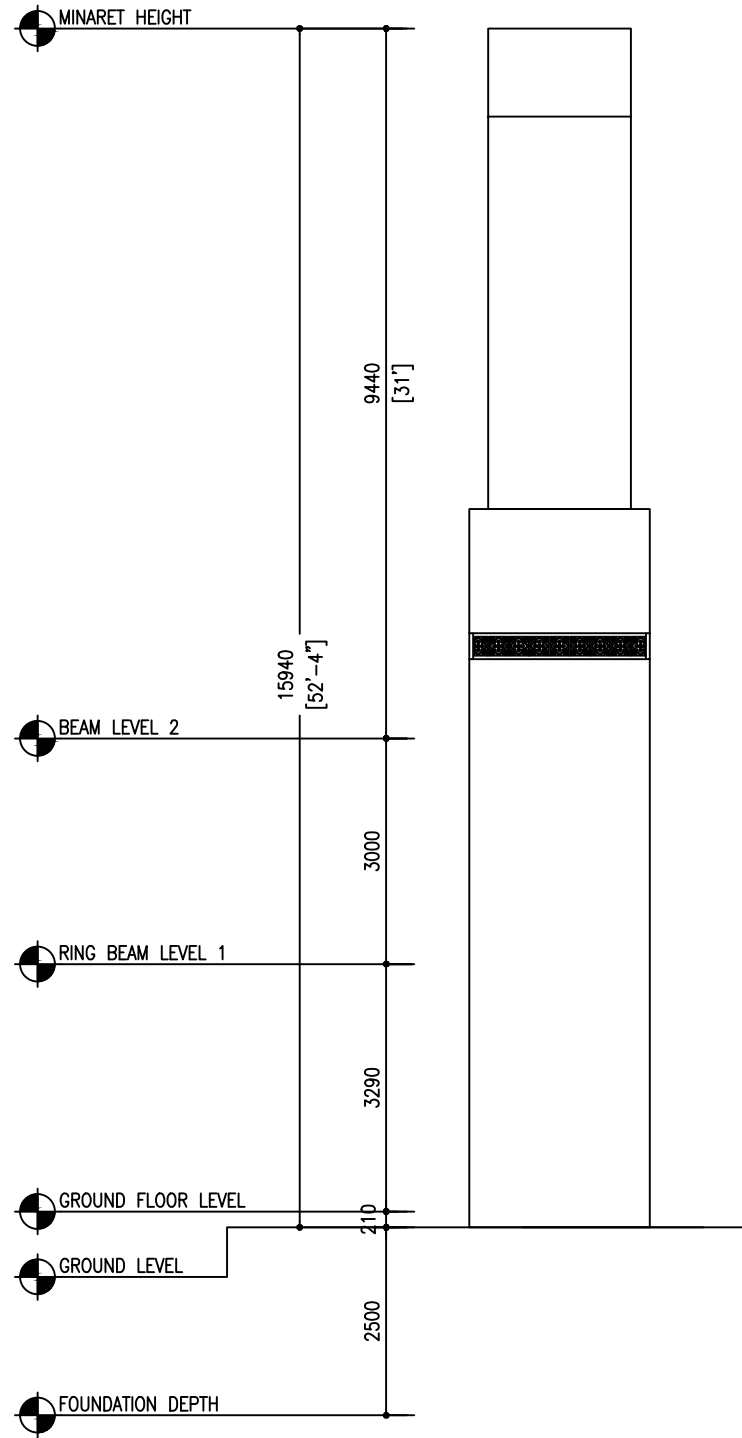 MINARET HEIGHT
9440
[31']
15940
[52'-4"]
BEAM LEVEL 2
3000
RING BEAM LEVEL 1
3290
GROUND FLOOR LEVEL
210
GROUND LEVEL
2500
FOUNDATION DEPTH